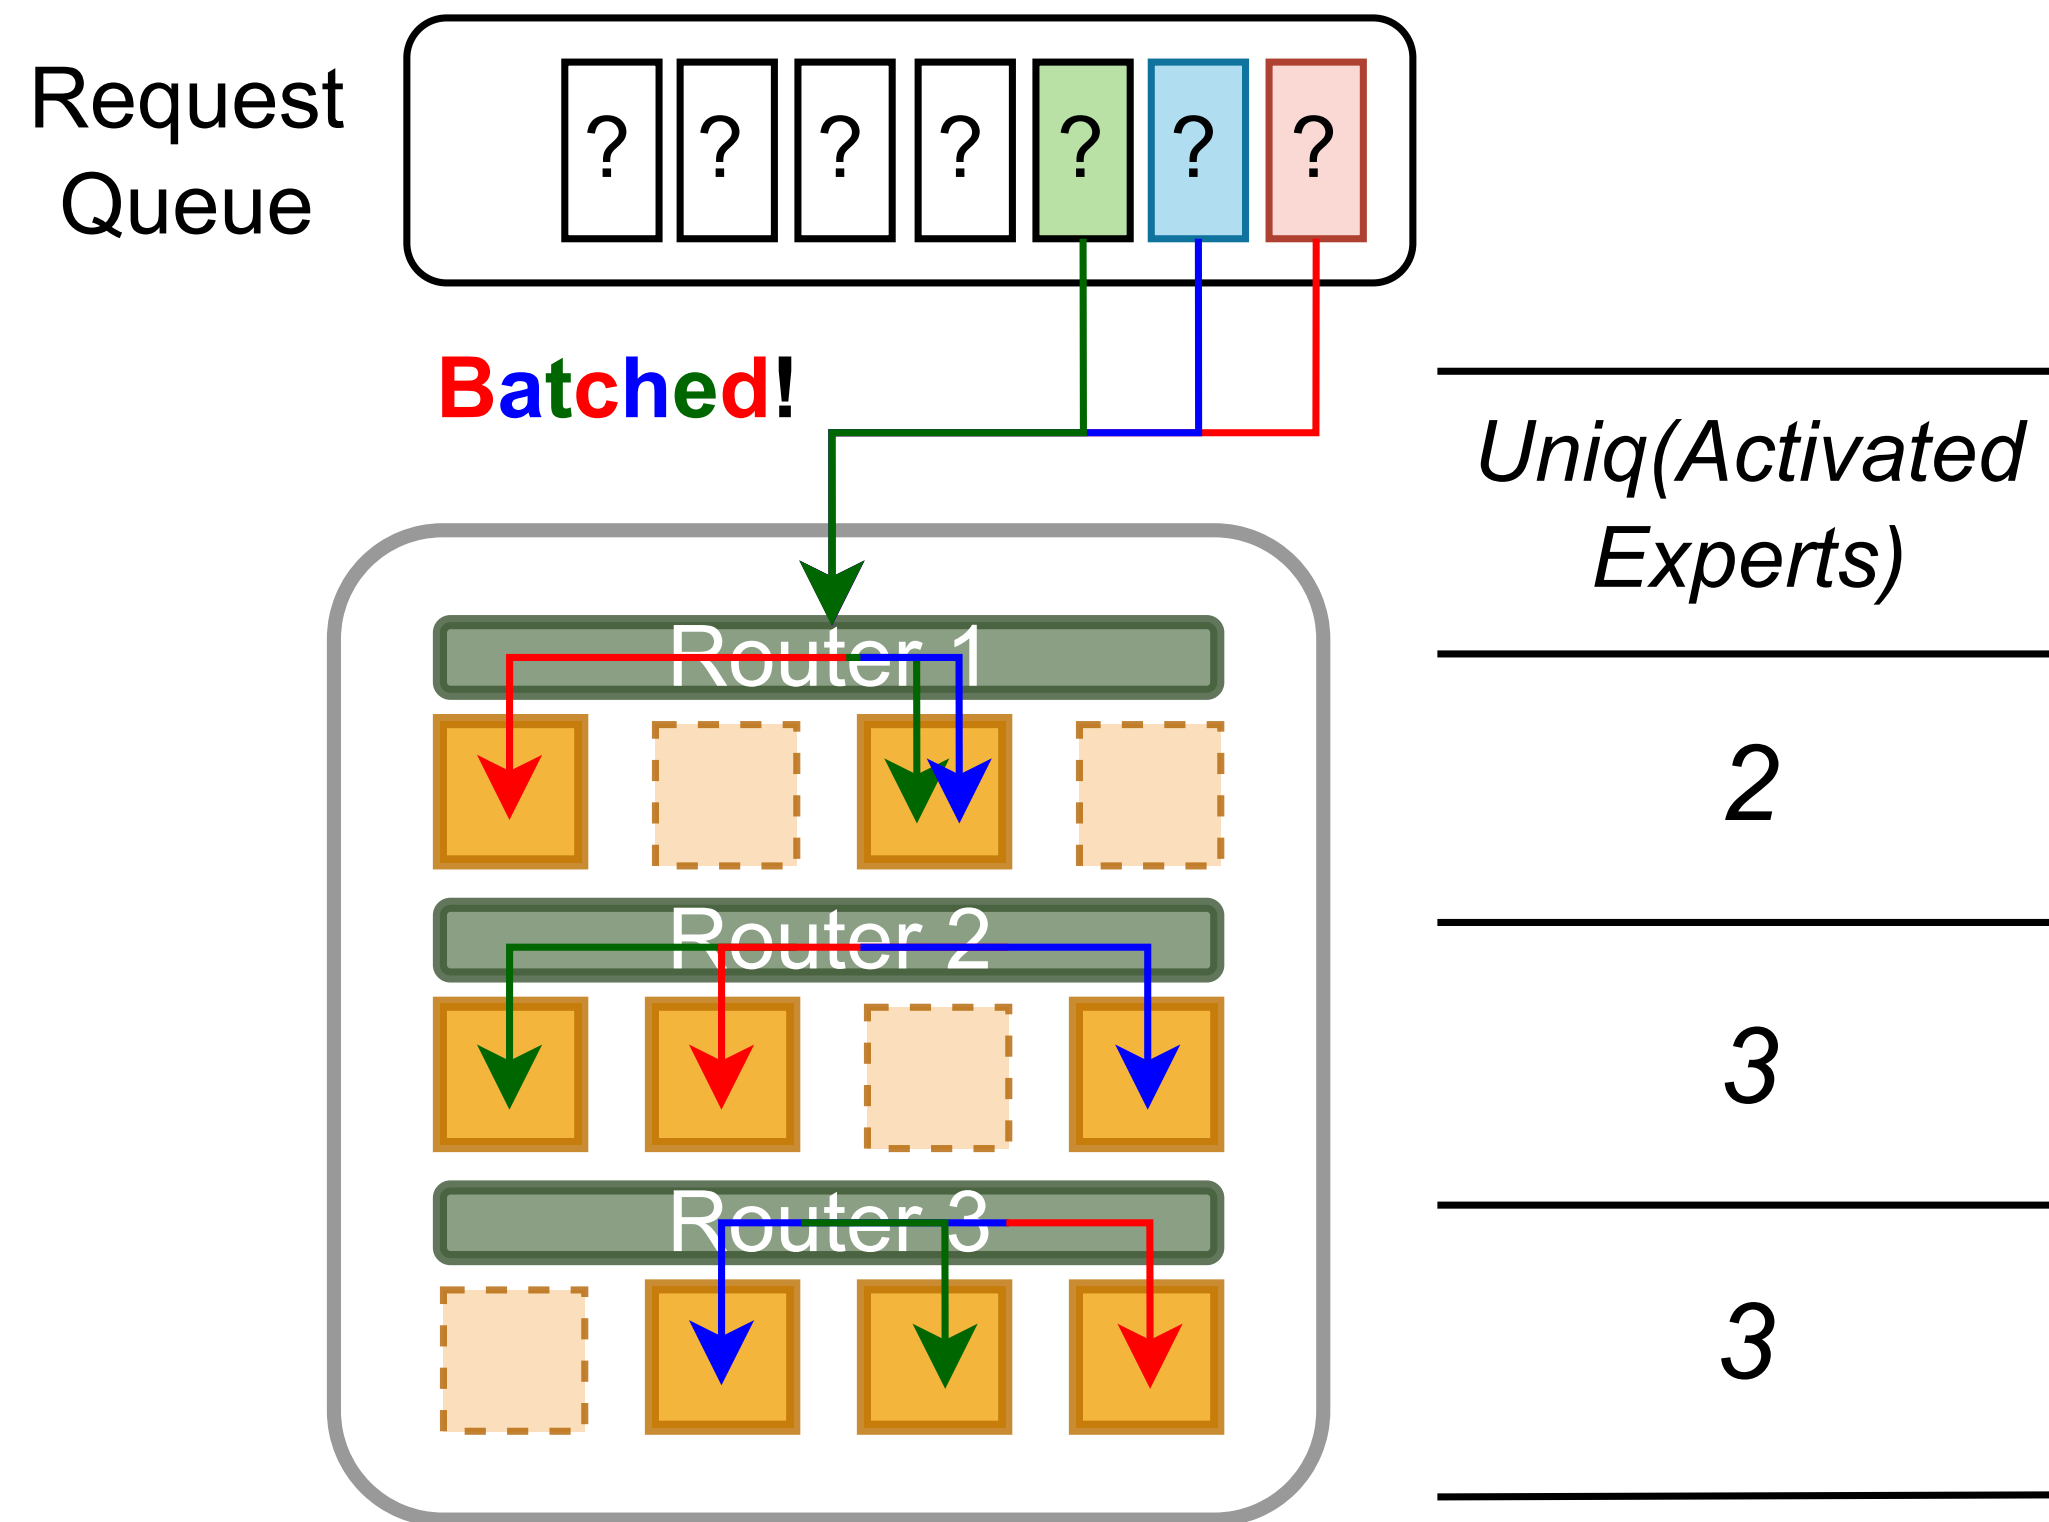 Request
Queue
? ? ? ? ? ? ?
Batched!
Uniq(Activated
Experts)
Router 1
2
Router 2
3
Router 3
3